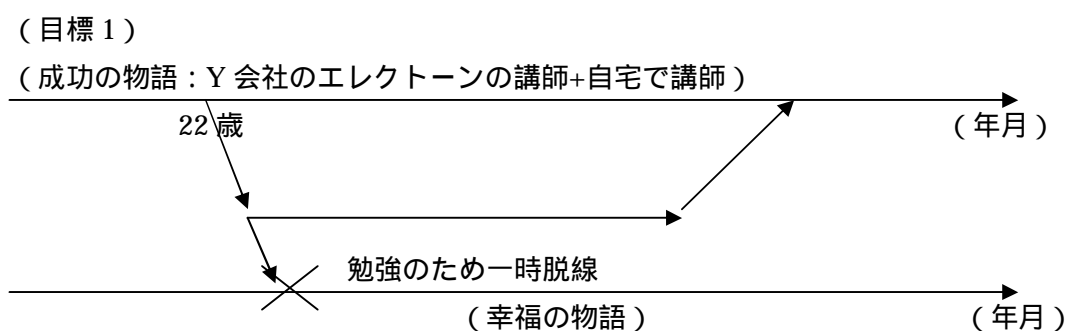 （目標1）
（成功の物語：Y 会社のエレクトーンの講師+自宅で講師）
22 歳
（年月）
勉強のため一時脱線
（幸福の物語）
（年月）